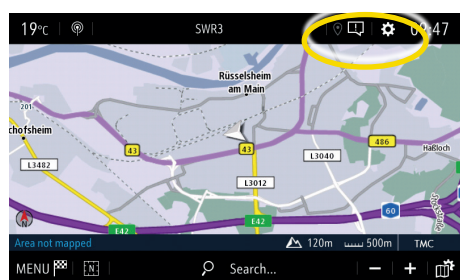 19°C
SWR3
09:47
Rüsselsheim
am Main
201
chofsheim
43
43
486
Haßloch
L3482
L3040
L3012
E42
E42
60
N
Area not mapped
120m
500m
TMC
MENU
N
Search...